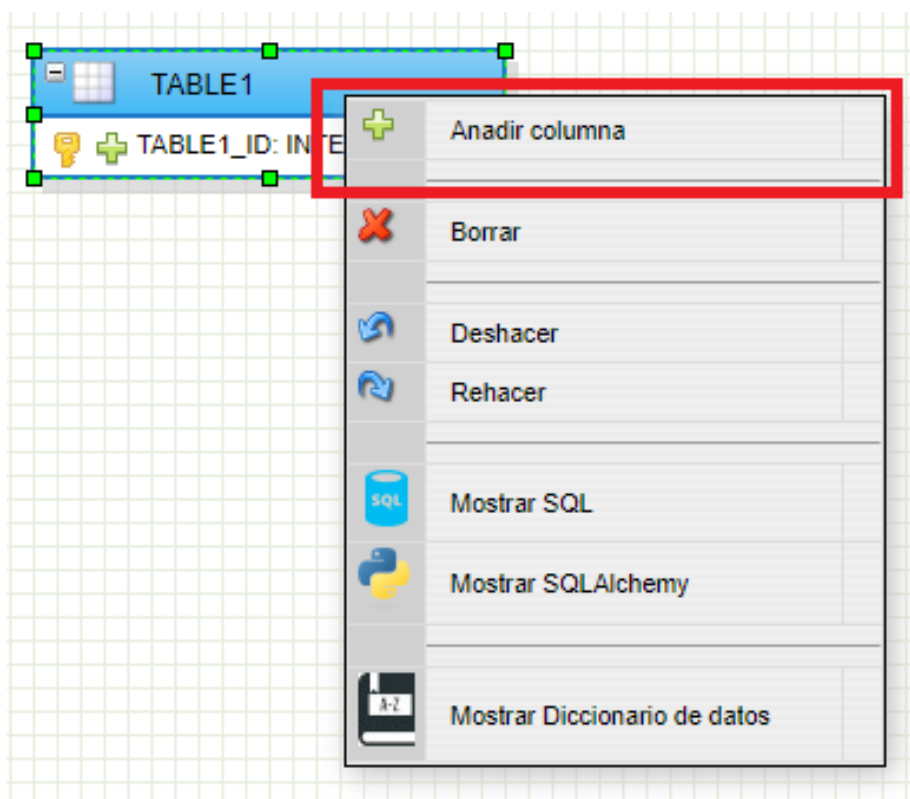 TABLE1
TABLE1_ID: INTE
Anadir columna
Borrar
Deshacer
Rehacer
SQL
Mostrar SQL
Mostrar SQLAlchemy
A-Z
Mostrar Diccionario de datos